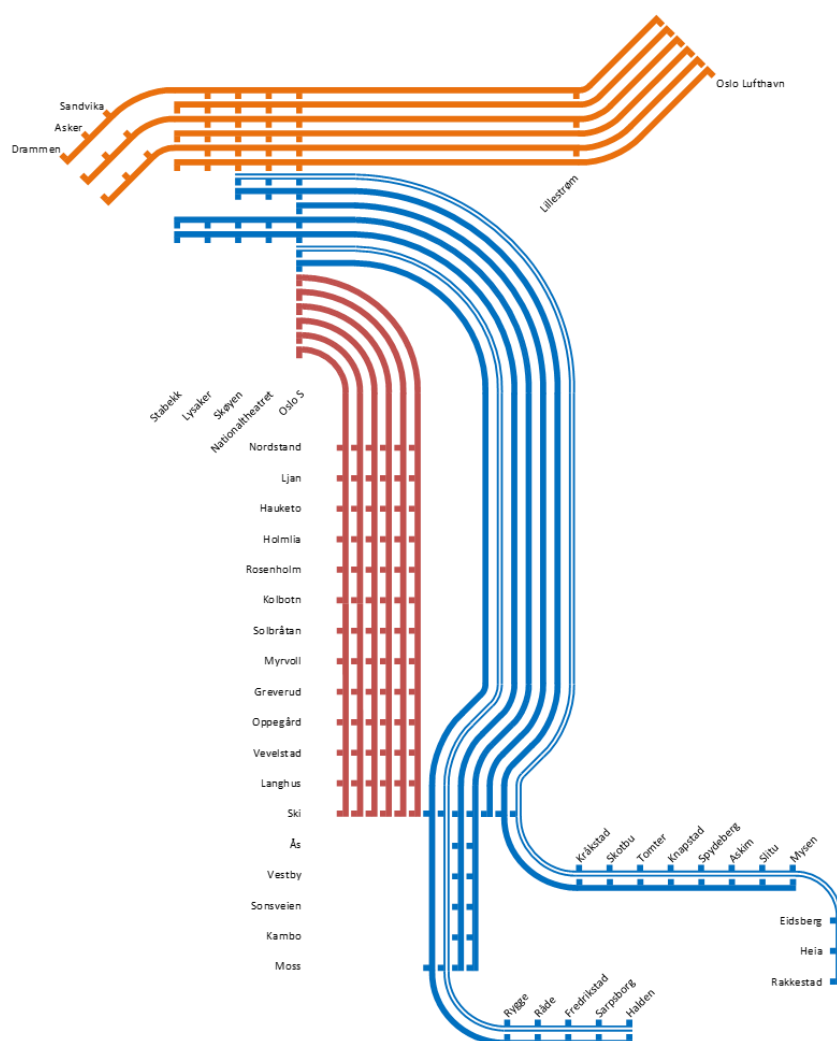 Sandvika
Asker
Drammen
Oslo Lufthavn
Lillestrøm
Stabekk
Lysaker
Skøyen
Nationaltheatret
Oslo S
Nordstand
Ljan
Hauketo
Holmlia
Rosenholm
Kolbotn
Solbråtan
Myrvoll
Greverud
Oppegård
Vevelstad
Langhus
Ski
Ås
Vestby
Sonsveien
Kambo
Moss
Kråkstad
Skotbu
Tomter
Knapstad
Spydeberg
Askim
Slitu
Mysen
Eidsberg
Heia
Rakkestad
Rygge
Råde
Fredrikstad
Sarpsborg
Halden